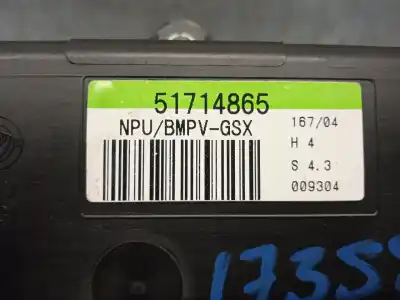 51714865
NPU/BMPV-GSX
167/04
H 4
S 4.3
009304